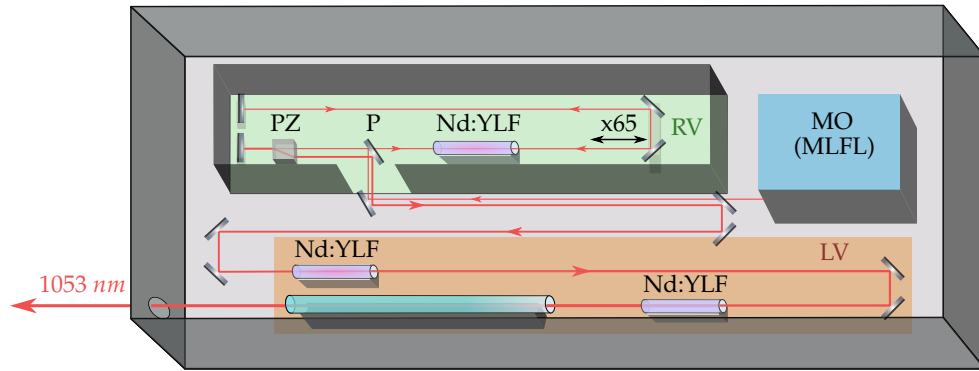 PZ
P
Nd:YLF
x65
RV
MO
(MLFL)
Nd:YLF
LV
Nd:YLF
1053 nm